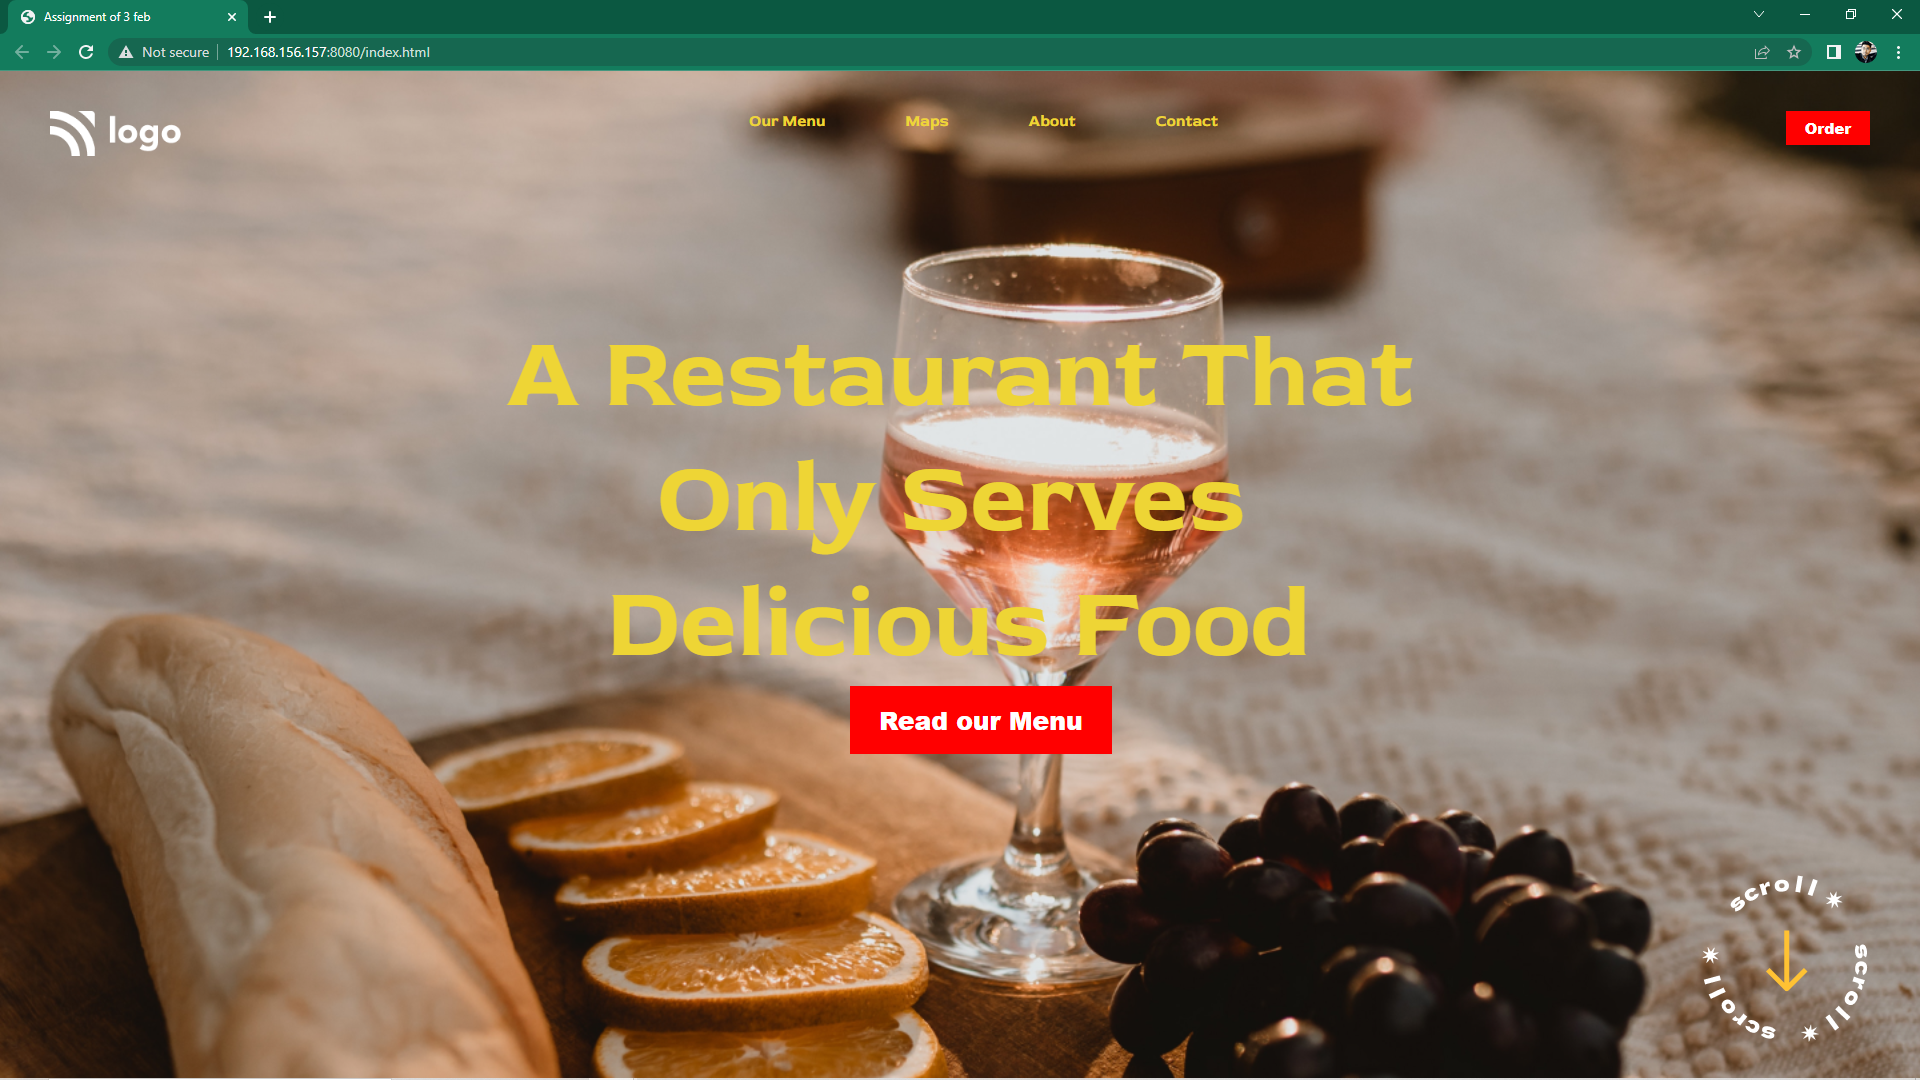 Assignment of 3 feb
Not secure
192.168.156.157:8080/index.html
logo
Our Menu
Maps
About
Contact
Order
A Restaurant That
Only Serves
Delicious Food
Read our Menu
scroll
scroll
scroll